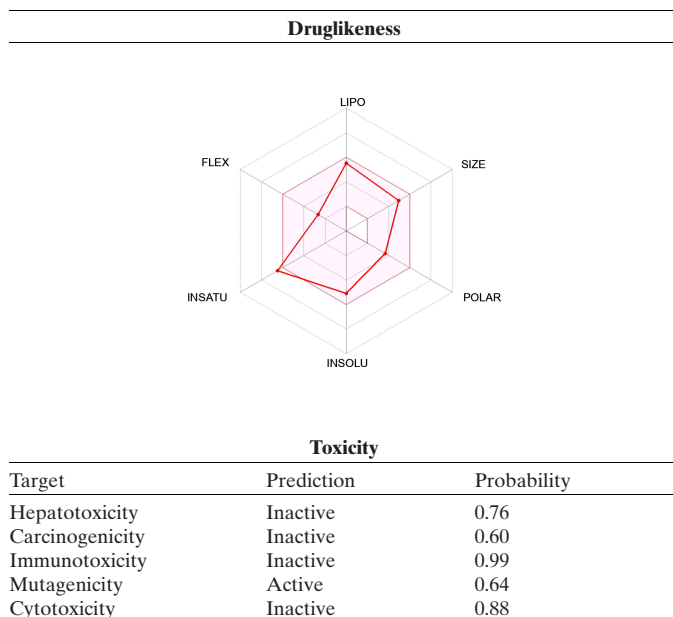 Druglikeness
LIPO
FLEX
SIZE
INSATU
POLAR
INSOLU
Toxicity
Target Prediction Probability
Hepatotoxicity Inactive 0.76
Carcinogenicity Inactive 0.60
Immunotoxicity Inactive 0.99
Mutagenicity Active 0.64
Cytotoxicity Inactive 0.88